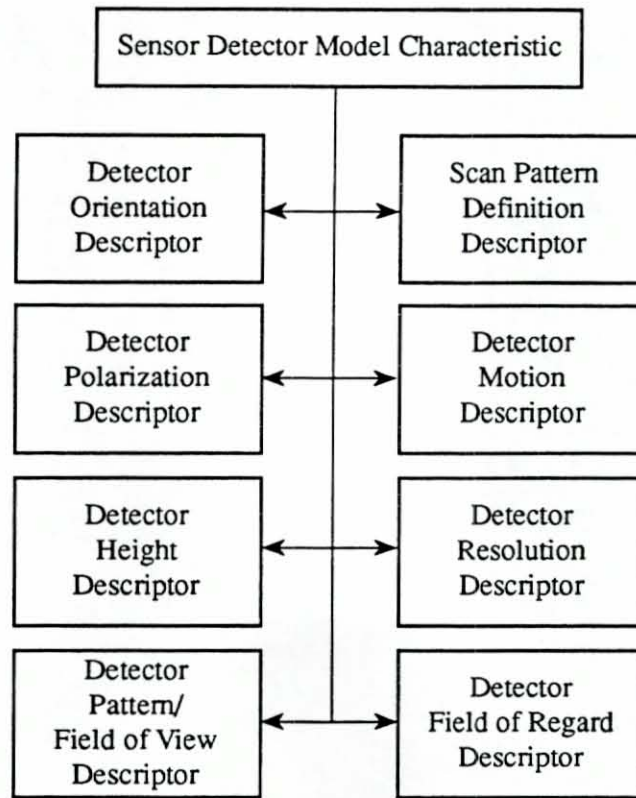 Sensor Detector Model Characteristic
Detector
Orientation
Descriptor
Scan Pattern
Definition
Descriptor
Detector
Polarization
Descriptor
Detector
Motion
Descriptor
Detector
Height
Descriptor
Detector
Resolution
Descriptor
Detector
Pattern/
Field of View
Descriptor
Detector
Field of Regard
Descriptor